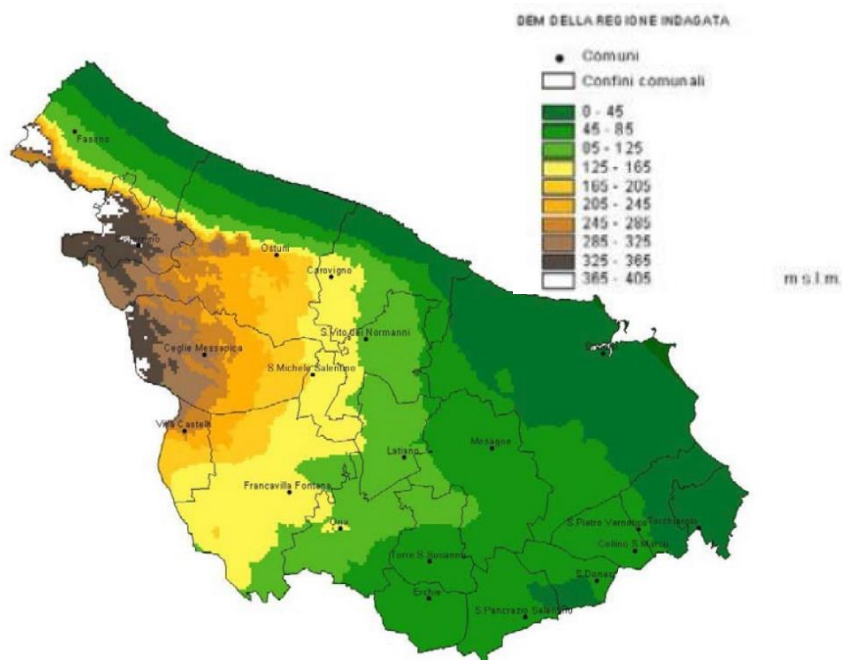 DEM DELLA REGIONE INDAGATA
Comuni
Confini comunali
0 - 45
45 - 85
85 - 125
125 - 165
165 - 205
205 - 245
245 - 285
285 - 325
325 - 365
365 - 405
m s.l.m.
Fasano
Ostuni
Carovigno
S.Vito dei Normanni
Ceglie Messapica
S.Michele Salentino
Villa Castelli
Mesagne
Latiano
Francavilla Fontana
Oria
S.Pietro Vernotico
Torchiarolo
Cellino S.Marco
Torre S.Susanna
S.Donaci
Erchie
S.Pancrazio Salentino